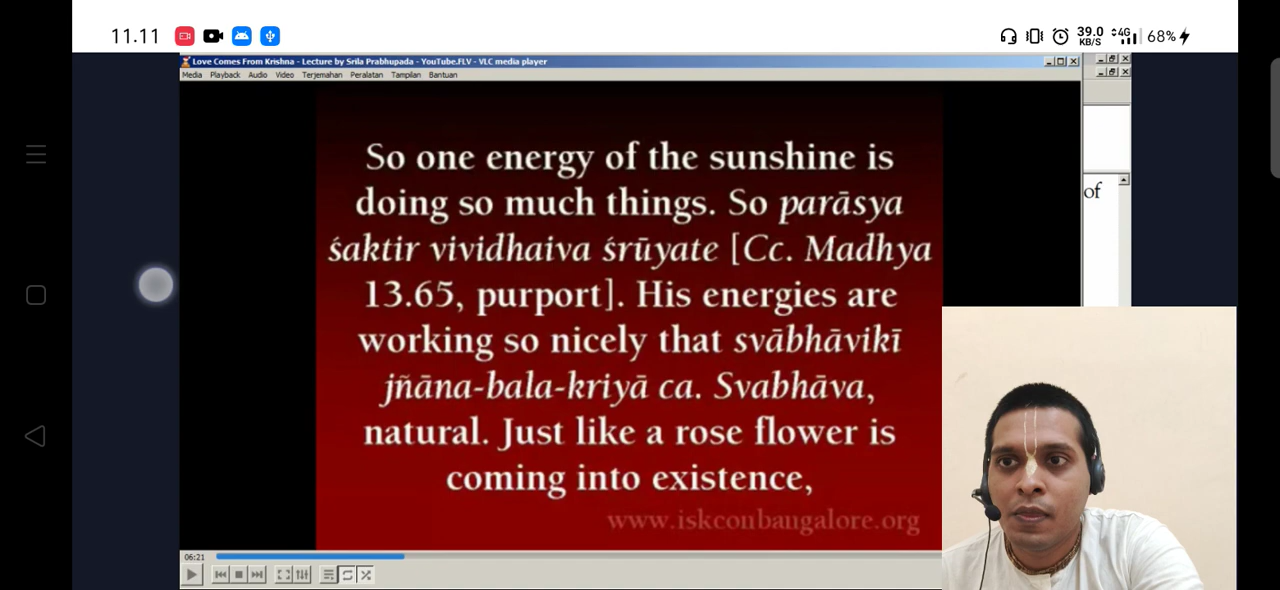 11.11
39.0
KB/S
4G
68%
Love Comes From Krishna - Lecture by Srila Prabhupada - YouTube.FLV - VLC media player
Media Playback Audio Video Terjemahan Peralatan Tampilan Bantuan
So one energy of the sunshine is
doing so much things. So parāsya
śaktir vividhaiva śrūyate [Cc. Madhya
13.65, purport]. His energies are
working so nicely that svābhāvikī
jñāna-bala-kriyā ca. Svabhāva,
natural. Just like a rose flower is
coming into existence,
www.iskconbangalore.org
of
06:21